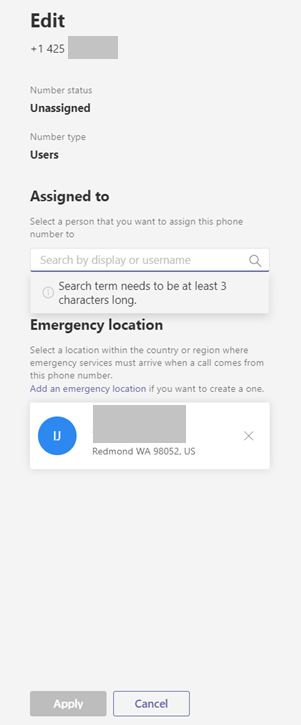 Edit
+1 425
Number status
Unassigned
Number type
Users
Assigned to
Select a person that you want to assign this phone
number to
Search by display or username
Search term needs to be at least 3
characters long.
Emergency location
Select a location within the country or region where
emergency services must arrive when a call comes from
this phone number.
Add an emergency location if you want to create a one.
IJ
Redmond WA 98052, US
Apply
Cancel